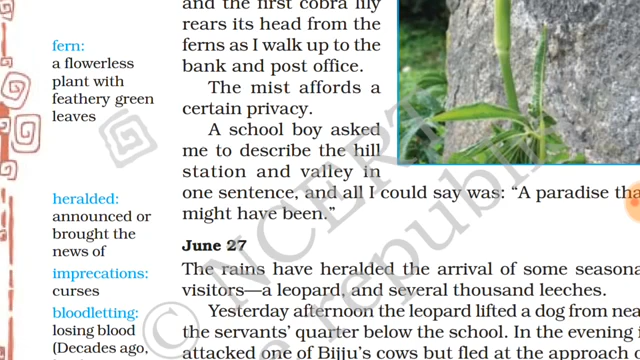 fern:
a flowerless
plant with
feathery green
leaves
heralded:
announced or
brought the
news of
imprecations:
curses
bloodletting:
losing blood
(Decades ago,
and the first cobra lily
rears its head from the
ferns as I walk up to the
bank and post office.
The mist affords a
certain privacy.
A school boy asked
me to describe the hill
station and valley in
one sentence, and all I could say was: “A paradise tha
might have been.”
June 27
The rains have heralded the arrival of some seasona
visitors—a leopard, and several thousand leeches.
Yesterday afternoon the leopard lifted a dog from nea
the servants’ quarter below the school. In the evening i
attacked one of Bijju’s cows but fled at the approach o
© NCERT
republi